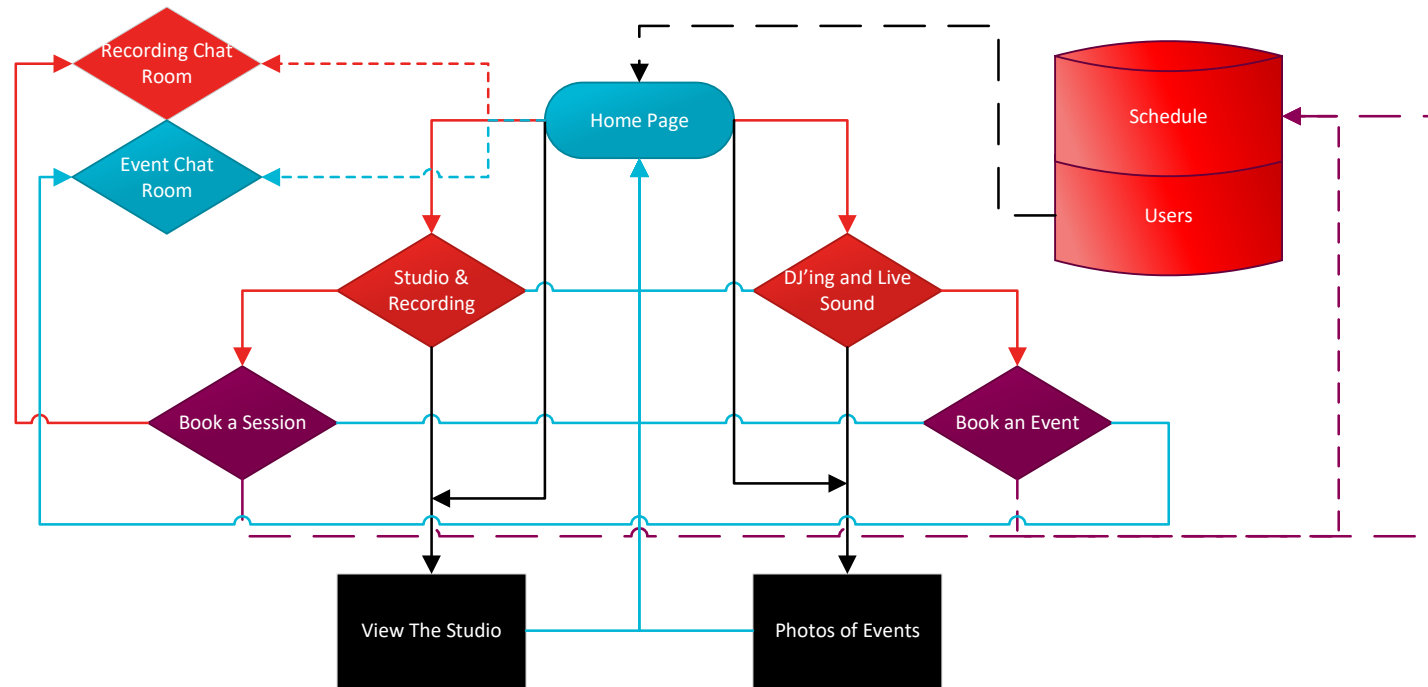 Recording Chat
Room
Home Page
Schedule
Event Chat
Room
Users
Studio &
Recording
DJ’ing and Live
Sound
Book a Session
Book an Event
View The Studio
Photos of Events